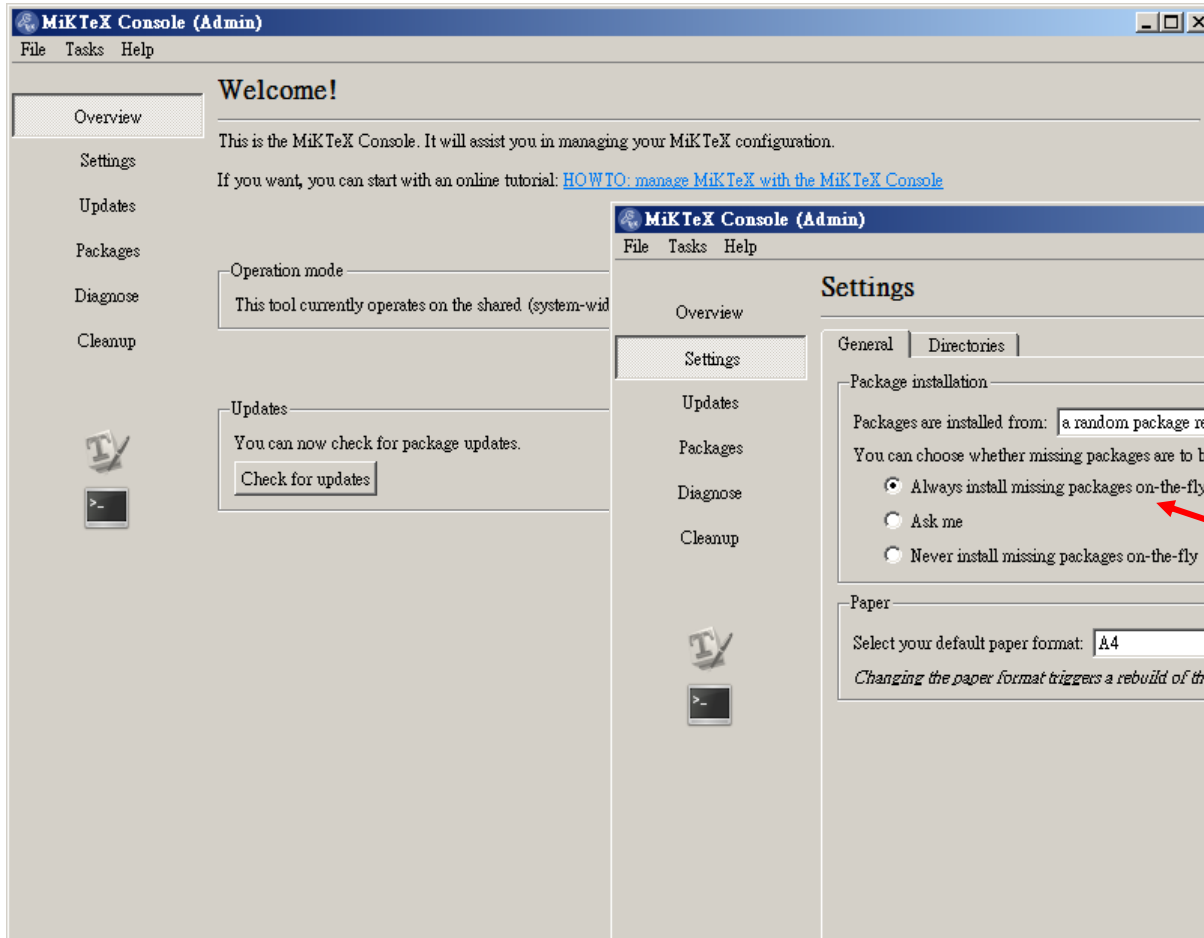 MiKTeX Console (Admin)
File Tasks Help
Overview
Settings
Updates
Packages
Diagnose
Cleanup
Welcome!
This is the MiKTeX Console. It will assist you in managing your MiKTeX configuration.
If you want, you can start with an online tutorial: HOWTO: manage MiKTeX with the MiKTeX Console
Operation mode
This tool currently operates on the shared (system-wid
Updates
You can now check for package updates.
Check for updates
MiKTeX Console (Admin)
File Tasks Help
Overview
Settings
Updates
Packages
Diagnose
Cleanup
Settings
General Directories
Package installation
Packages are installed from: a random package re
You can choose whether missing packages are to b
Always install missing packages on-the-fly
Ask me
Never install missing packages on-the-fly
Paper
Select your default paper format: A4
Changing the paper format triggers a rebuild of th